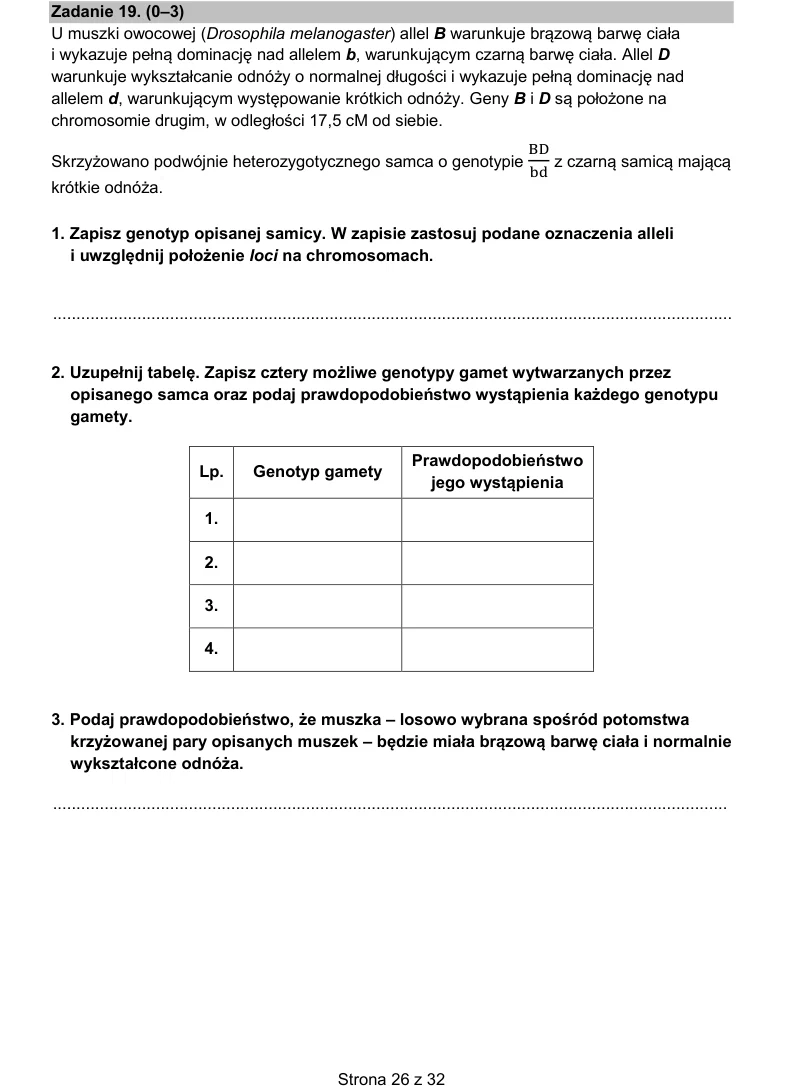 Zadanie 19. (0–3)
U muszki owocowej (Drosophila melanogaster) allel B warunkuje brązową barwę ciała
i wykazuje pełną dominację nad allelem b, warunkującym czarną barwę ciała. Allel D
warunkuje wykształcanie odnóży o normalnej długości i wykazuje pełną dominację nad
allelem d, warunkującym występowanie krótkich odnóży. Geny B i D są położone na
chromosomie drugim, w odległości 17,5 cM od siebie.
Skrzyżowano podwójnie heterozygotycznego samca o genotypie BD/bd z czarną samicą mającą
krótkie odnóża.
1. Zapisz genotyp opisanej samicy. W zapisie zastosuj podane oznaczenia alleli
i uwzględnij położenie loci na chromosomach.
2. Uzupełnij tabelę. Zapisz cztery możliwe genotypy gamet wytwarzanych przez
opisanego samca oraz podaj prawdopodobieństwo wystąpienia każdego genotypu
gamety.
Lp. Genotyp gamety Prawdopodobieństwo
jego wystąpienia
1.
2.
3.
4.
3. Podaj prawdopodobieństwo, że muszka – losowo wybrana spośród potomstwa
krzyżowanej pary opisanych muszek – będzie miała brązową barwę ciała i normalnie
wykształcone odnóża.
Strona 26 z 32